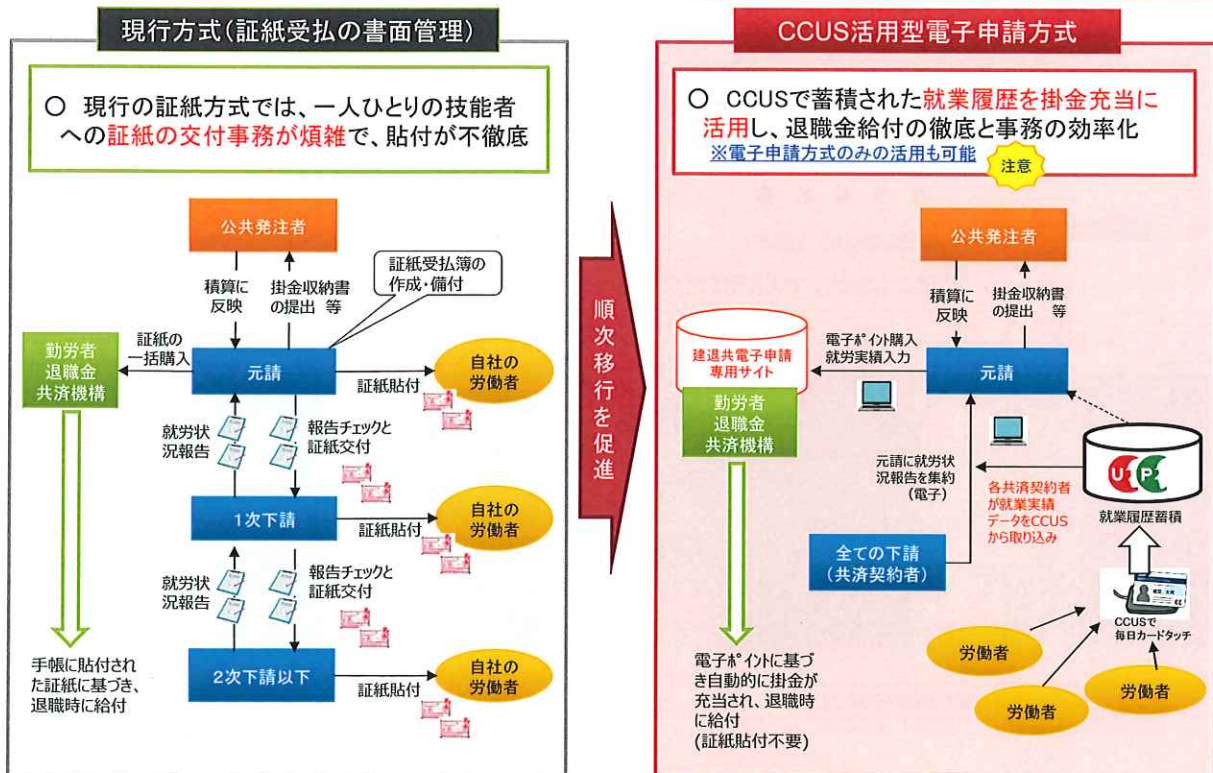 現行方式(証紙受払の書面管理)
○ 現行の証紙方式では、一人ひとりの技能者
への証紙の交付事務が煩雑で、貼付が不徹底
公共発注者
積算に
反映
掛金収納書
の提出 等
証紙受払簿の
作成・備付
証紙の
一括購入
勤労者
退職金
共済機構
元請
証紙貼付
自社の
労働者
就労状
況報告
報告チェックと
証紙交付
1次下請
証紙貼付
自社の
労働者
就労状
況報告
報告チェックと
証紙交付
2次下請以下
証紙貼付
自社の
労働者
手帳に貼付され
た証紙に基づき、
退職時に給付
順次移行を促進
CCUS活用型電子申請方式
○ CCUSで蓄積された就業履歴を掛金充当に
活用し、退職金給付の徹底と事務の効率化
※電子申請方式のみの活用も可能
注意
公共発注者
積算に
反映
掛金収納書
の提出 等
建退共電子申請
専用サイト
電子ポイント購入
就労実績入力
元請
勤労者
退職金
共済機構
元請に就労状
況報告を集約
(電子)
各共済契約者
が就業実績
データをCCUS
から取り込み
就業履歴蓄積
全ての下請
(共済契約者)
CCUSで
毎日カードタッチ
労働者
労働者
労働者
電子ポイントに基づ
き自動的に掛金が
充当され、退職時
に給付
(証紙貼付不要)